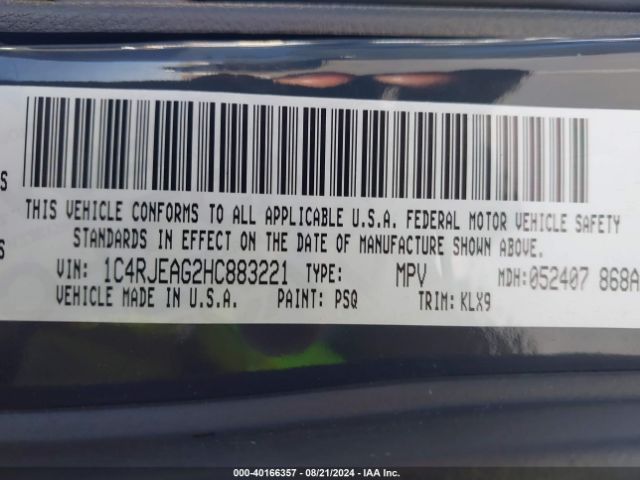 S
THIS VEHICLE CONFORMS TO ALL APPLICABLE U.S.A. FEDERAL MOTOR VEHICLE SAFETY
S
STANDARDS IN EFFECT ON THE DATE OF MANUFACTURE SHOWN ABOVE.
VIN: 1C4RJEAG2HC883221 TYPE: MPV MDH:052407 868A
VEHICLE MADE IN U.S.A. PAINT: PSQ TRIM: KLX9
000-40166357 - 08/21/2024 - IAA Inc.